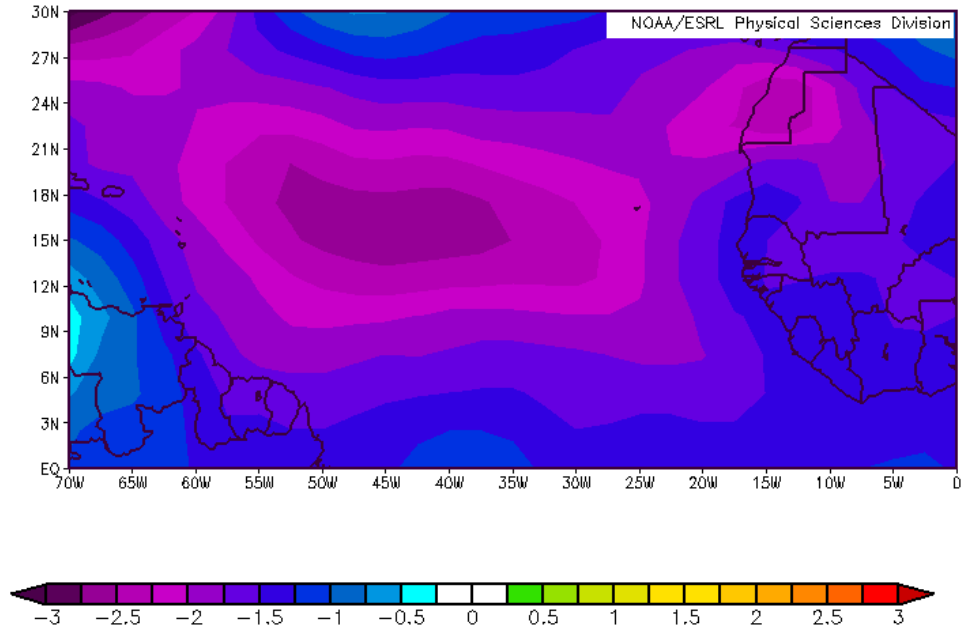 30N
NOAA/ESRL Physical Sciences Division
27N
24N
21N
18N
15N
12N
9N
6N
3N
EQ
70W 65W 60W 55W 50W 45W 40W 35W 30W 25W 20W 15W 10W 5W 0
-3 -2.5 -2 -1.5 -1 -0.5 0 0.5 1 1.5 2 2.5 3